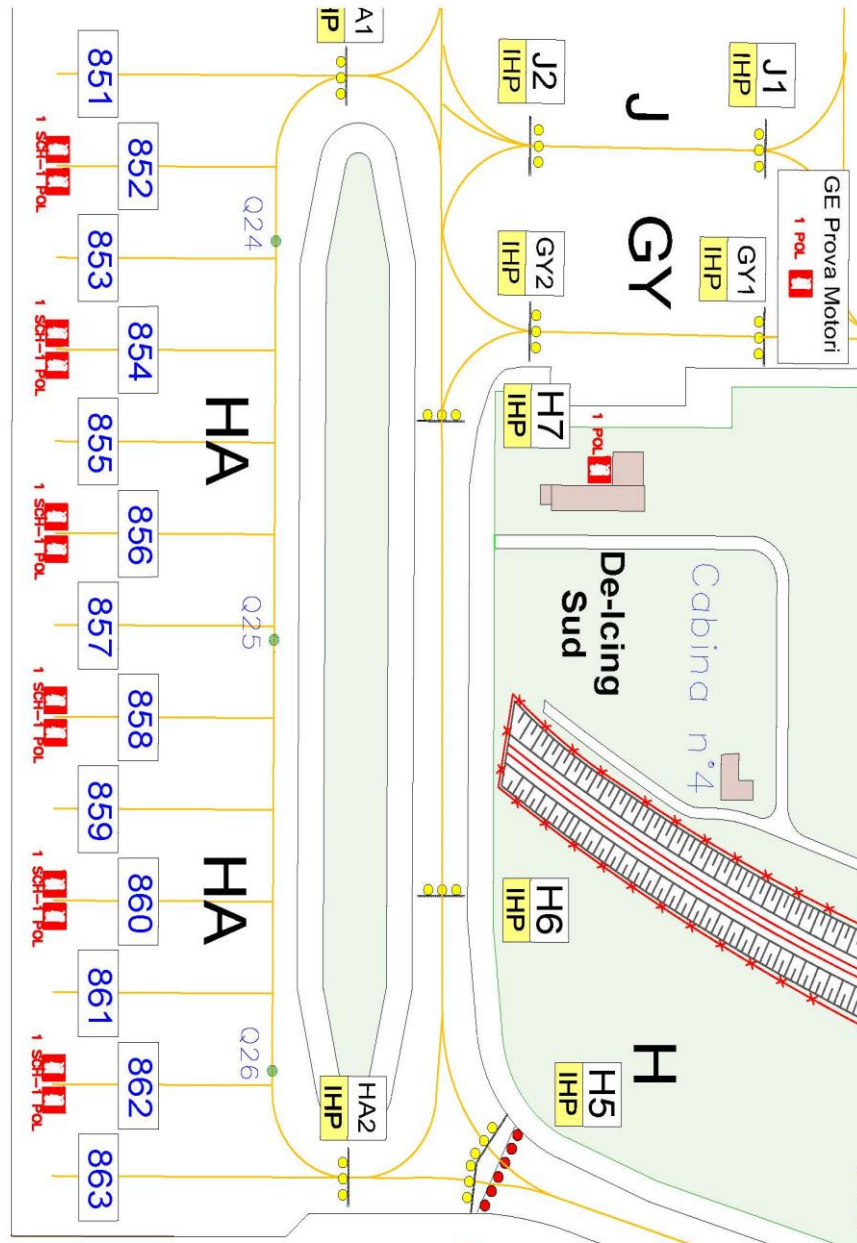 GE Prova Motori
1 POL
J1
IHP
GY1
IHP
J
GY
Cabina n°4
H
De-Icing
Sud
1 POL
J2
IHP
GY2
IHP
H7
IHP
H6
IHP
H5
IHP
A1
IHP
HA2
IHP
Q24
Q25
Q26
HA
HA
851
852
853
854
855
856
857
858
859
860
861
862
863
1 SCH-1 POL
1 SCH-1 POL
1 SCH-1 POL
1 SCH-1 POL
1 SCH-1 POL
1 SCH-1 POL